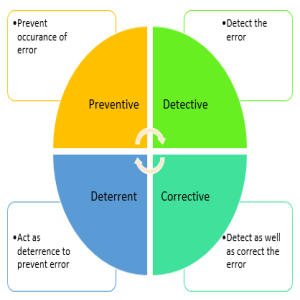 •Prevent
occurance of
error
•Detect the
error
Preventive
Detective
Deterrent
Corrective
•Act as
deterrence to
prevent error
•Detect as well
as correct the
error